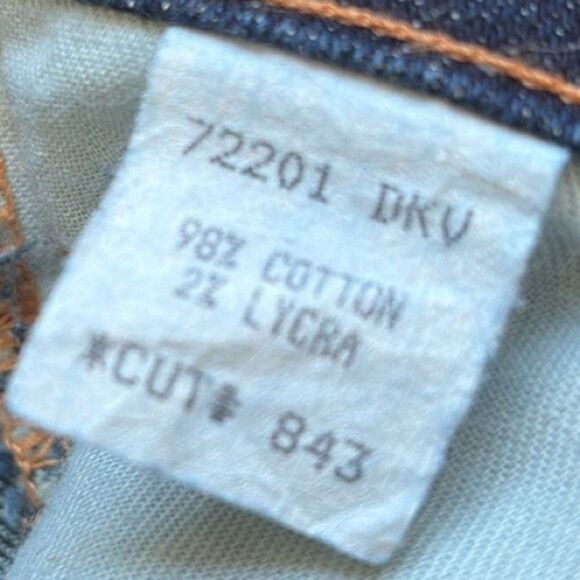 72201 DKV
98% COTTON
2% LYCRA
*CUT# 843